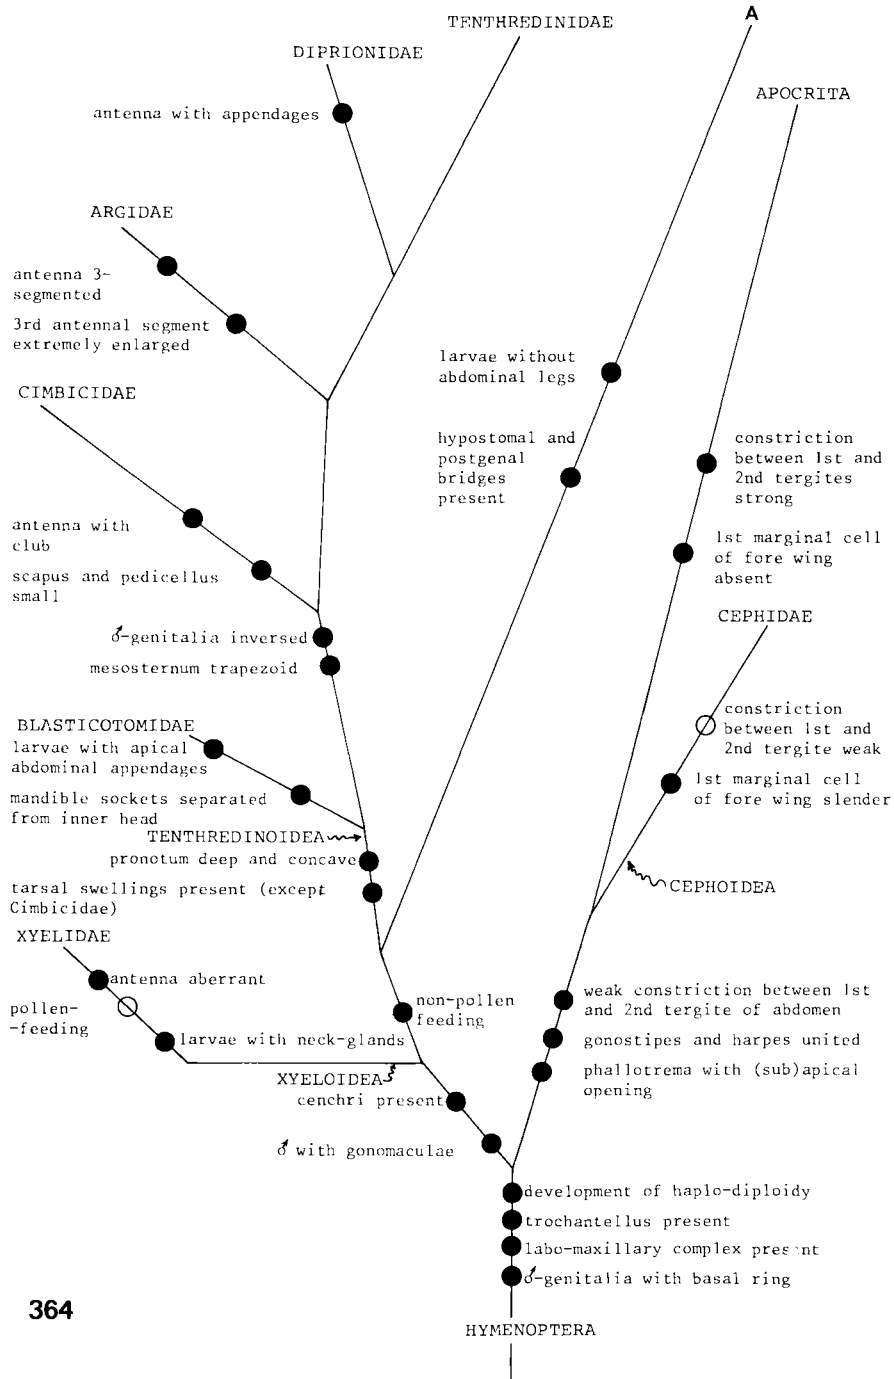 A
TENTHREDINIDAE
DIPRIONIDAE
APOCRITA
antenna with appendages
ARGIDAE
antenna 3-
segmented
3rd antennal segment
extremely enlarged
larvae without
abdominal legs
CIMBICIDAE
hypostomal and
postgenal
bridges
present
constriction
between 1st and
2nd tergites
strong
antenna with
club
1st marginal cell
of fore wing
absent
scapus and pedicellus
small
CEPHIDAE
♂-genitalia inversed
mesosternum trapezoid
BLASTICOTOMIDAE
larvae with apical
abdominal appendages
constriction
between 1st and
2nd tergite weak
mandible sockets separated
from inner head
1st marginal cell
of fore wing slender
TENTHREDINOIDEA
pronotum deep and concave
tarsal swellings present (except
Cimbicidae)
CEPHOIDEA
XYELIDAE
antenna aberrant
pollen-
-feeding
non-pollen
feeding
weak constriction between 1st
and 2nd tergite of abdomen
larvae with neck-glands
gonostipes and harpes united
XYELOIDEA
phallotrema with (sub)apical
opening
cenchri present
♂ with gonomaculae
development of haplo-diploidy
trochantellus present
labo-maxillary complex present
♂-genitalia with basal ring
364
HYMENOPTERA